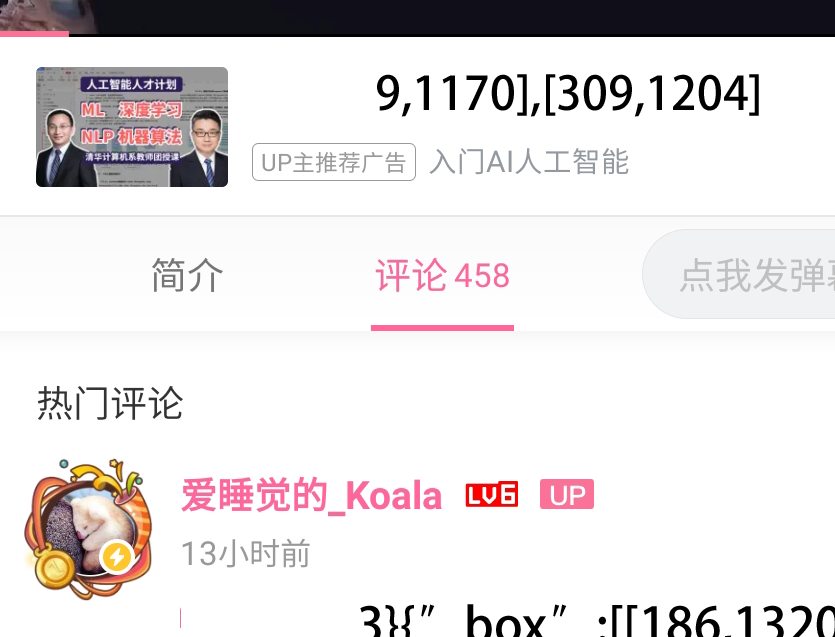 人工智能人才计划
ML 深度学习
NLP 机器算法
清华计算机系教师团授课
9,1170],[309,1204]
UP主推荐广告 入门AI人工智能
简介 评论 458 点我发弹幕
热门评论
爱睡觉的_Koala LV6 UP
13小时前
3}{"box":[[186,1320